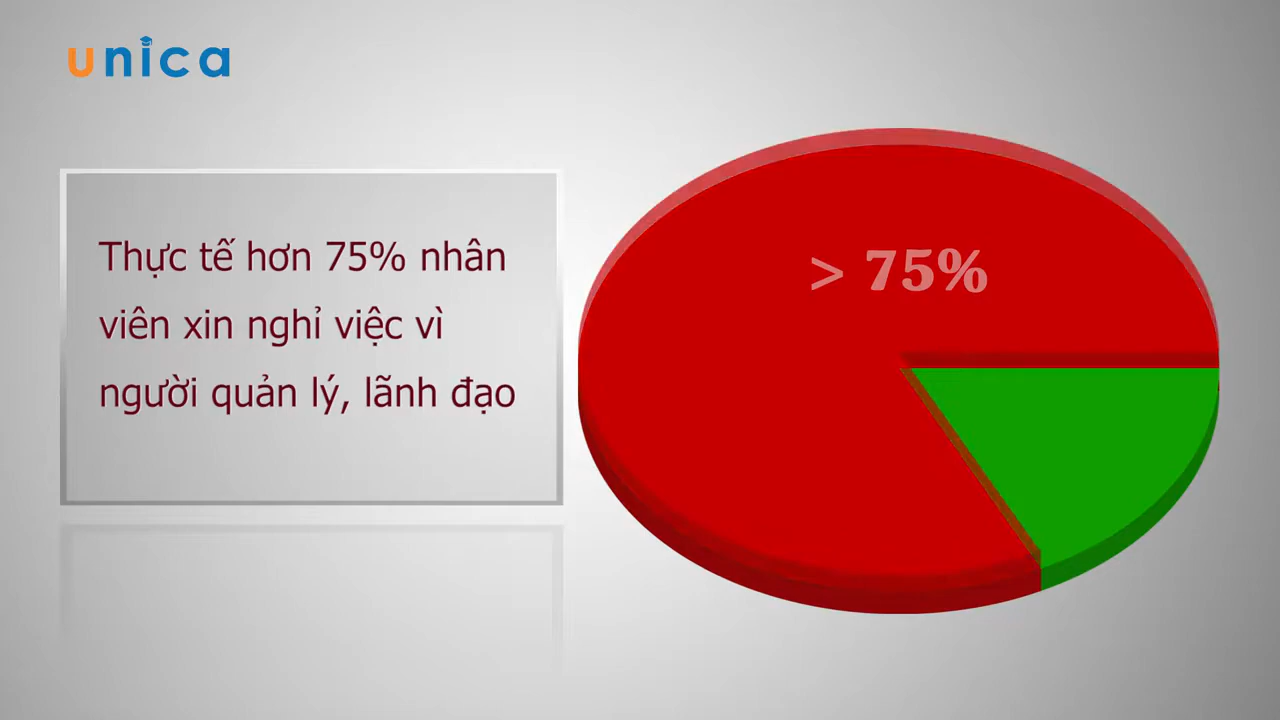 unica
Thực tế hơn 75% nhân
viên xin nghỉ việc vì
người quản lý, lãnh đạo
> 75%